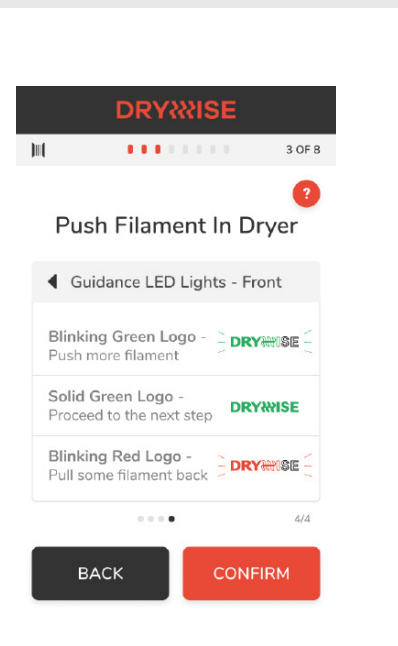 DRYWISE
3 OF 8
?
Push Filament In Dryer
Guidance LED Lights - Front
Blinking Green Logo -
Push more filament
DRYWISE
Solid Green Logo -
Proceed to the next step
DRYWISE
Blinking Red Logo -
Pull some filament back
DRYWISE
4/4
BACK
CONFIRM